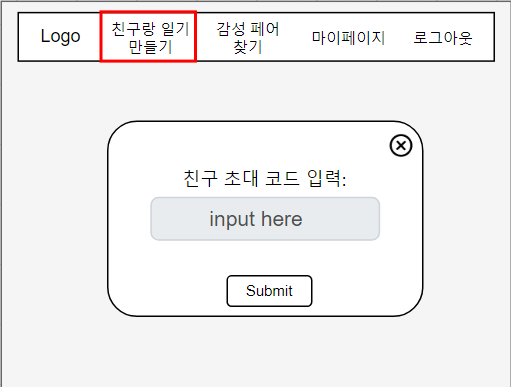 Logo
친구랑 일기
만들기
감성 페어
찾기
마이페이지
로그아웃
친구 초대 코드 입력:
input here
Submit